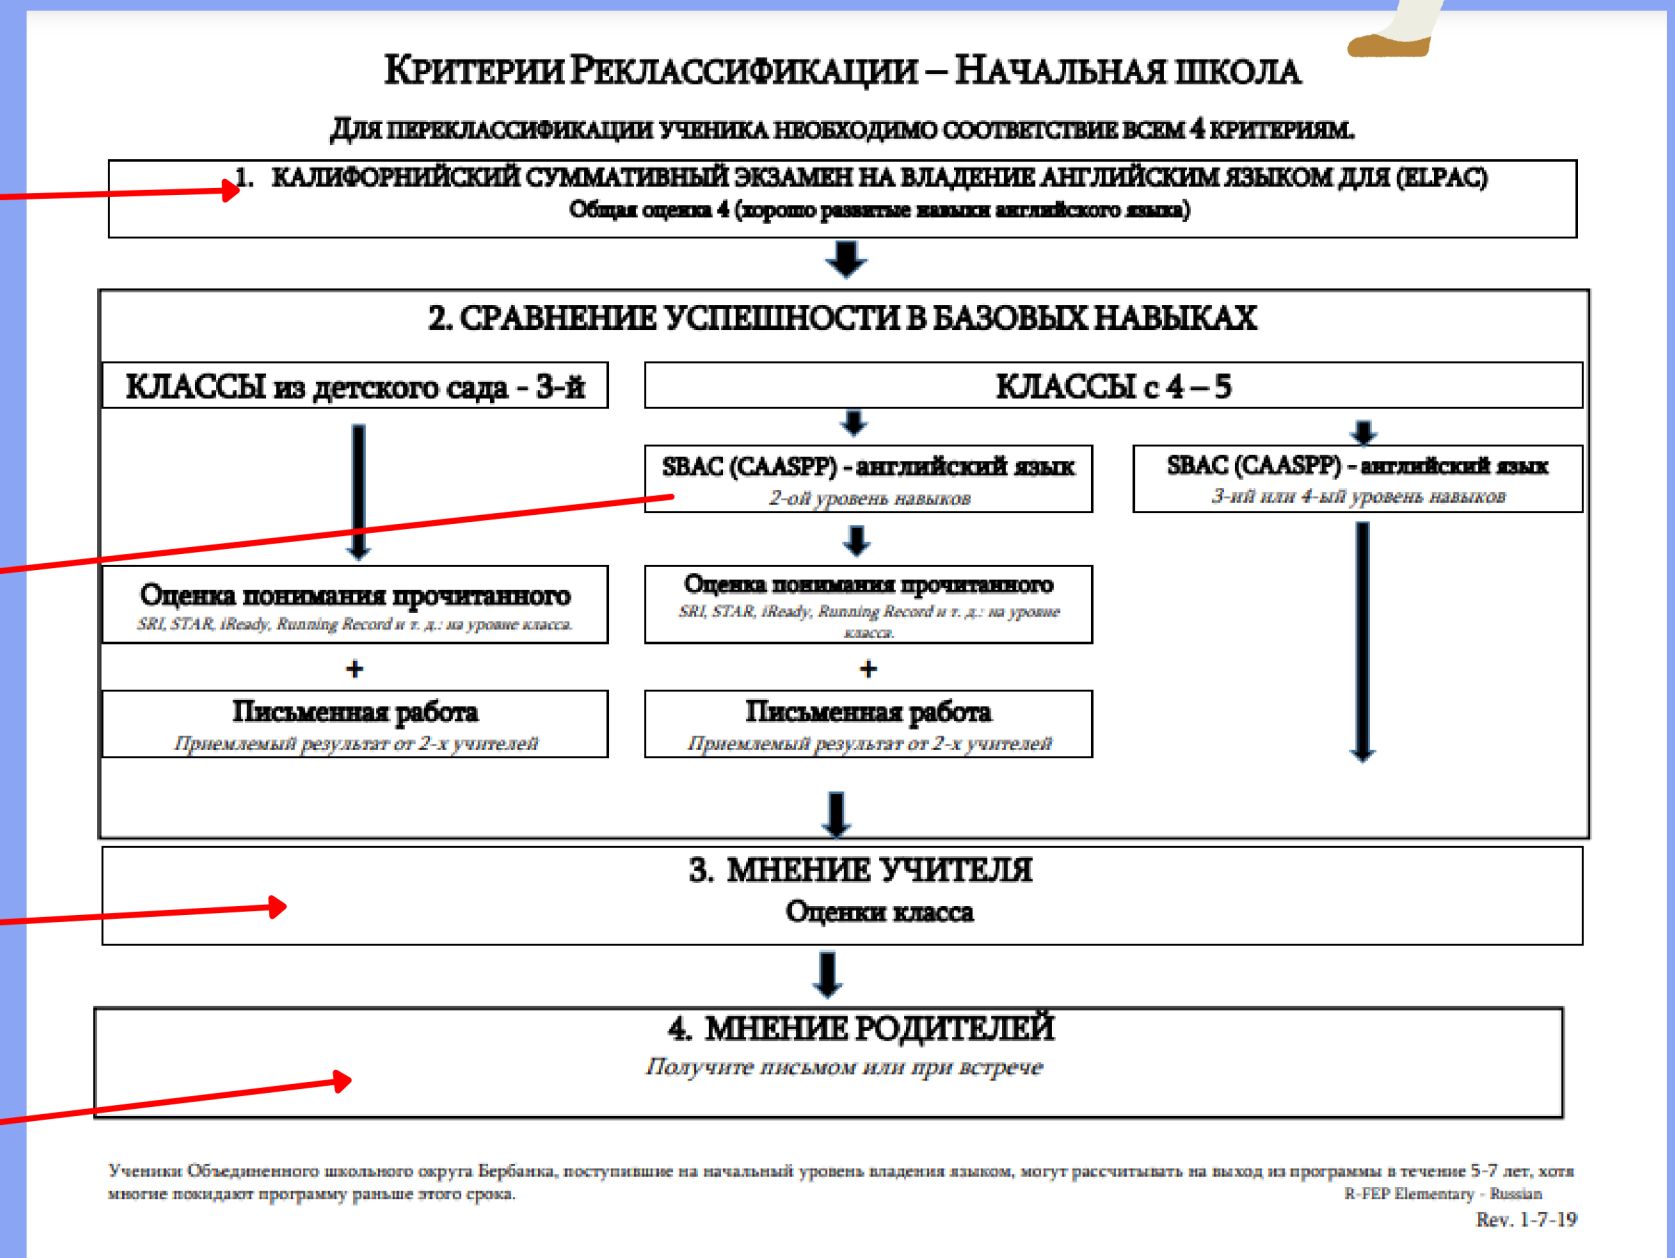 Критерии Реклассификации – Начальная школа
Для переклассификации ученика необходимо соответствие всем 4 критериям.
1. КАЛИФОРНИЙСКИЙ СУММАТИВНЫЙ ЭКЗАМЕН НА ВЛАДЕНИЕ АНГЛИЙСКИМ ЯЗЫКОМ ДЛЯ (ELPAC)
Общая оценка 4 (хорошо развитые навыки английского языка)
2. СРАВНЕНИЕ УСПЕШНОСТИ В БАЗОВЫХ НАВЫКАХ
КЛАССЫ из детского сада - 3-й
КЛАССЫ с 4 – 5
SBAC (CAASPP) - английский язык
2-ой уровень навыков
SBAC (CAASPP) - английский язык
3-ий или 4-ый уровень навыков
Оценка понимания прочитанного
SRI, STAR, iReady, Running Record и т. д.: на уровне класса.
+
Письменная работа
Приемлемый результат от 2-х учителей
Оценка понимания прочитанного
SRI, STAR, iReady, Running Record и т. д.: на уровне
класса.
+
Письменная работа
Приемлемый результат от 2-х учителей
3. МНЕНИЕ УЧИТЕЛЯ
Оценки класса
4. МНЕНИЕ РОДИТЕЛЕЙ
Получите письмом или при встрече
Ученики Объединенного школьного округа Бербанка, поступившие на начальный уровень владения языком, могут рассчитывать на выход из программы в течение 5-7 лет, хотя
многие покидают программу раньше этого срока.
R-FEP Elementary - Russian
Rev. 1-7-19